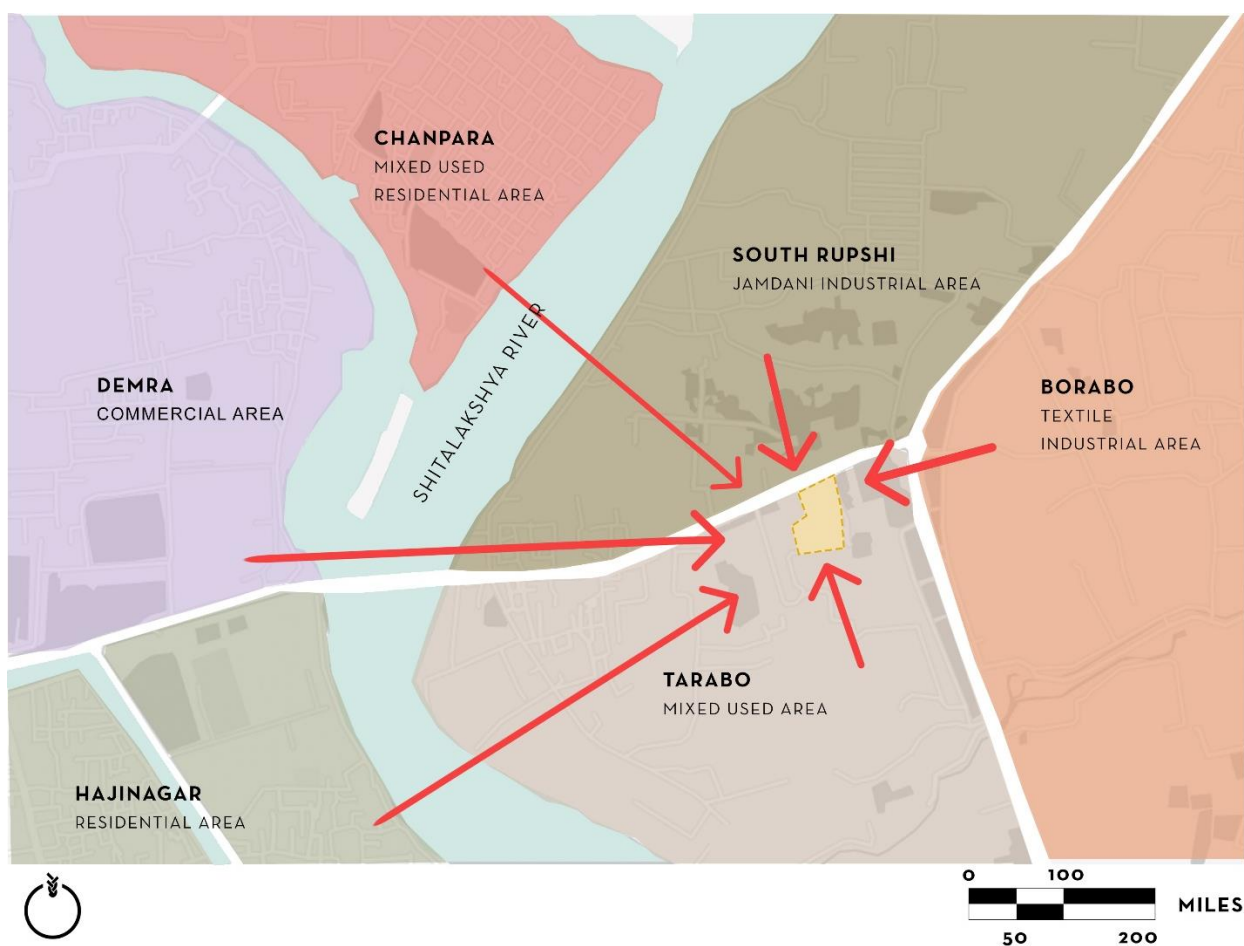 CHANPARA
MIXED USED
RESIDENTIAL AREA
SOUTH RUPSHI
JAMDANI INDUSTRIAL AREA
DEMRA
COMMERCIAL AREA
SHITALAKSHYA RIVER
BORABO
TEXTILE
INDUSTRIAL AREA
TARABO
MIXED USED AREA
HAJINAGAR
RESIDENTIAL AREA
0 100
MILES
50 200